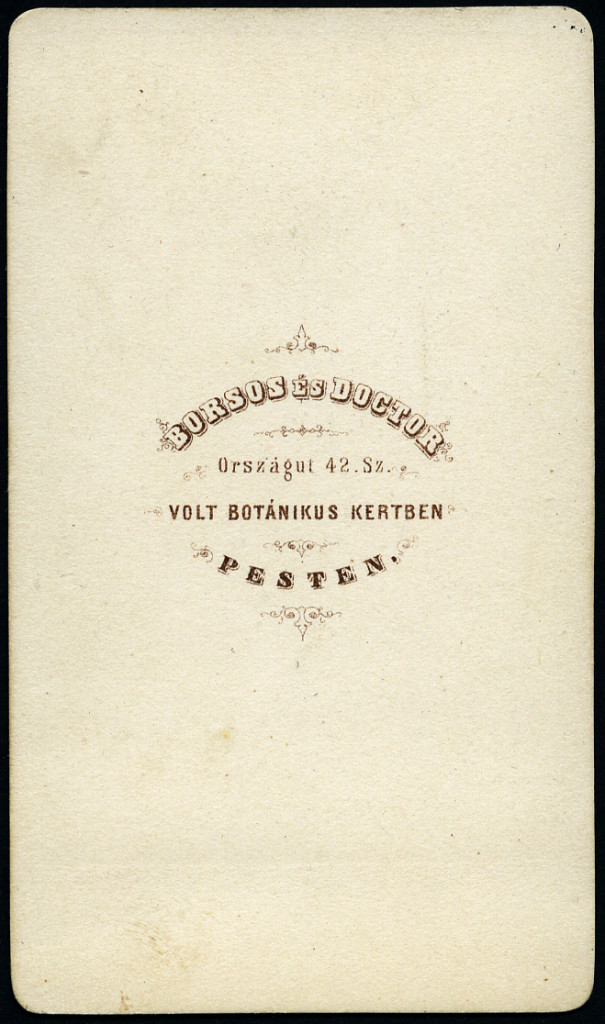 BORSOS ÉS DOCTOR
Országut 42. Sz.
VOLT BOTÁNIKUS KERTBEN
PESTEN.